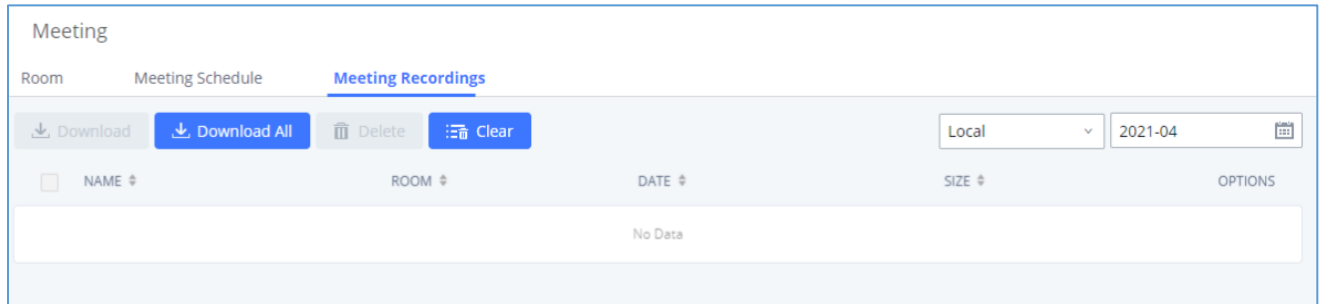 Meeting
Room Meeting Schedule Meeting Recordings
Download Download All Delete Clear Local 2021-04
NAME ROOM DATE SIZE OPTIONS
No Data